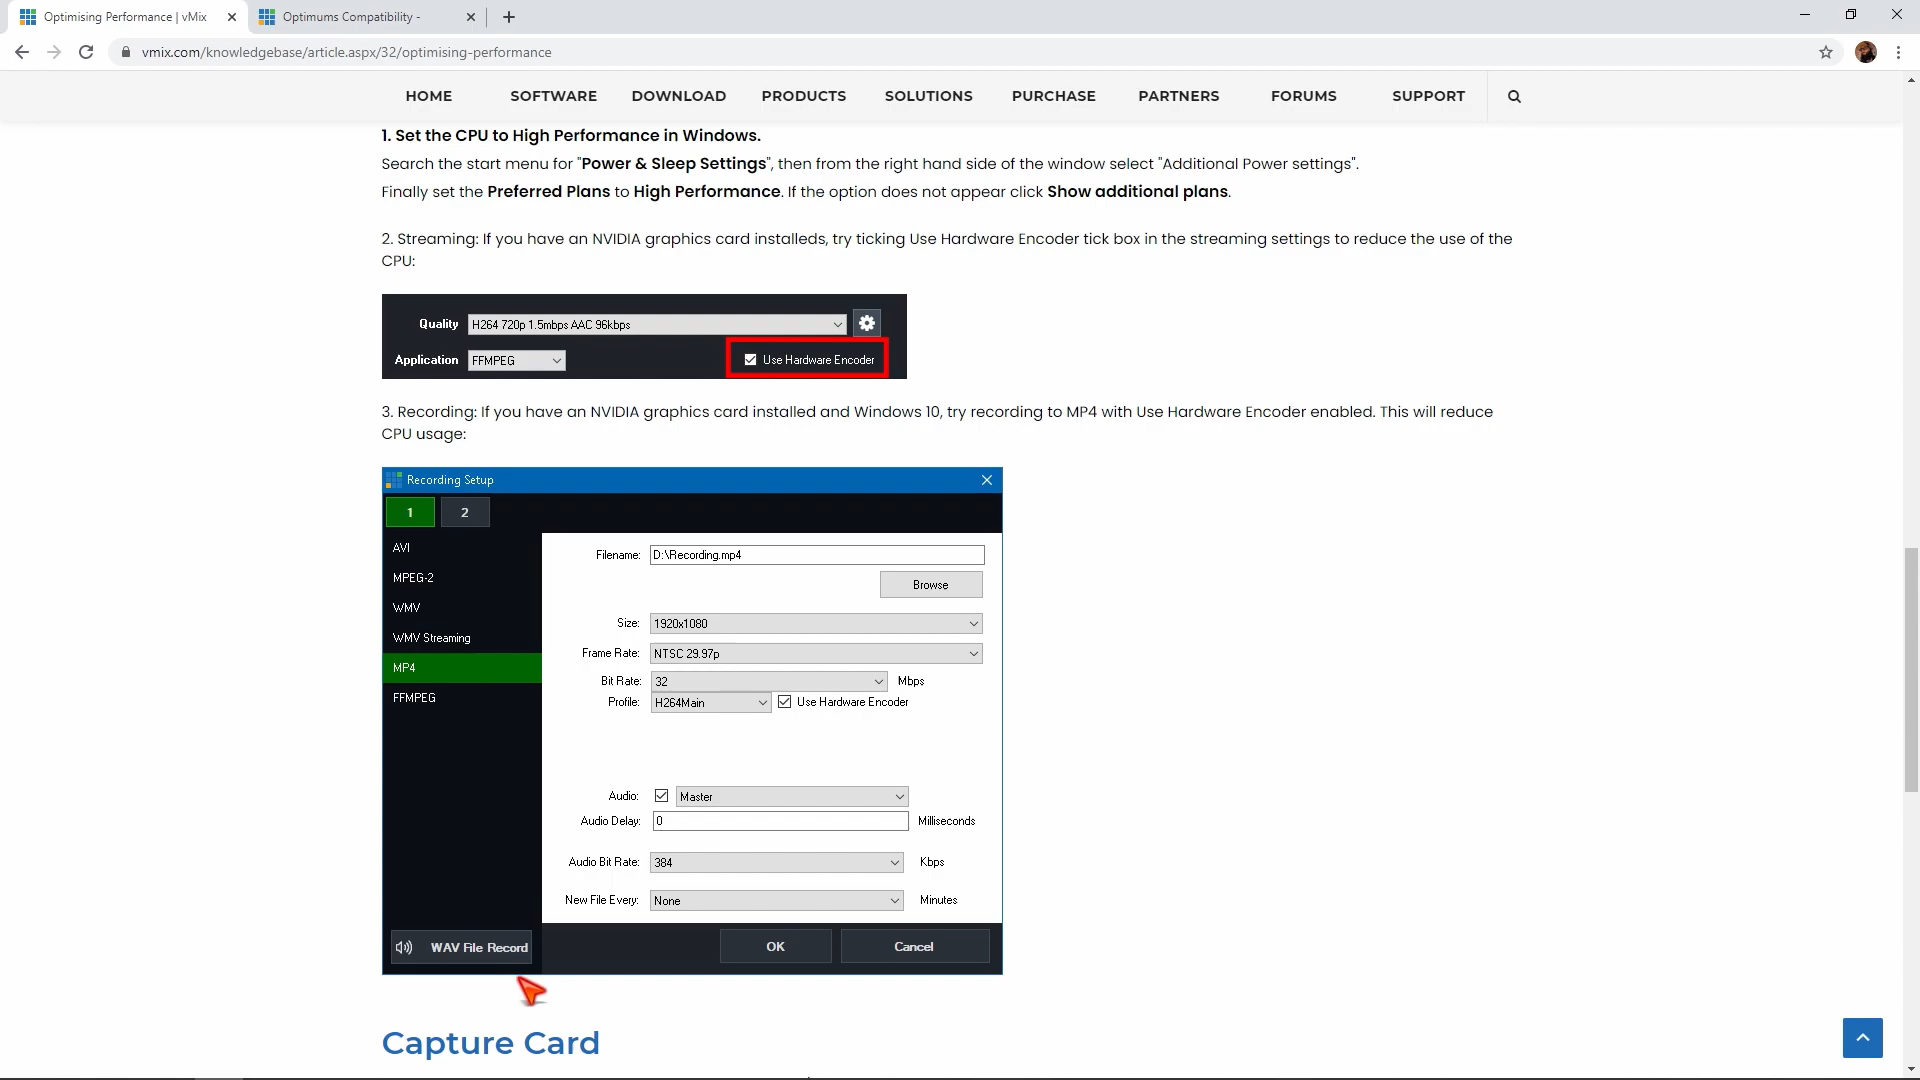 Optimising Performance | vMix
Optimums Compatibility -
vmix.com/knowledgebase/article.aspx/32/optimising-performance
HOME SOFTWARE DOWNLOAD PRODUCTS SOLUTIONS PURCHASE PARTNERS FORUMS SUPPORT
1. Set the CPU to High Performance in Windows.
Search the start menu for "Power & Sleep Settings", then from the right hand side of the window select "Additional Power settings".
Finally set the Preferred Plans to High Performance. If the option does not appear click Show additional plans.
2. Streaming: If you have an NVIDIA graphics card installeds, try ticking Use Hardware Encoder tick box in the streaming settings to reduce the use of the
CPU:
Quality H264 720p 1.5mbps AAC 96kbps
Application FFMPEG Use Hardware Encoder
3. Recording: If you have an NVIDIA graphics card installed and Windows 10, try recording to MP4 with Use Hardware Encoder enabled. This will reduce
CPU usage:
Recording Setup
1 2
AVI
MPEG-2
WMV
WMV Streaming
MP4
FFMPEG
Filename: D:\Recording.mp4
Browse
Size: 1920x1080
Frame Rate: NTSC 29.97p
Bit Rate: 32 Mbps
Profile: H264Main Use Hardware Encoder
Audio: Master
Audio Delay: 0 Milliseconds
Audio Bit Rate: 384 Kbps
New File Every: None Minutes
WAV File Record OK Cancel
Capture Card